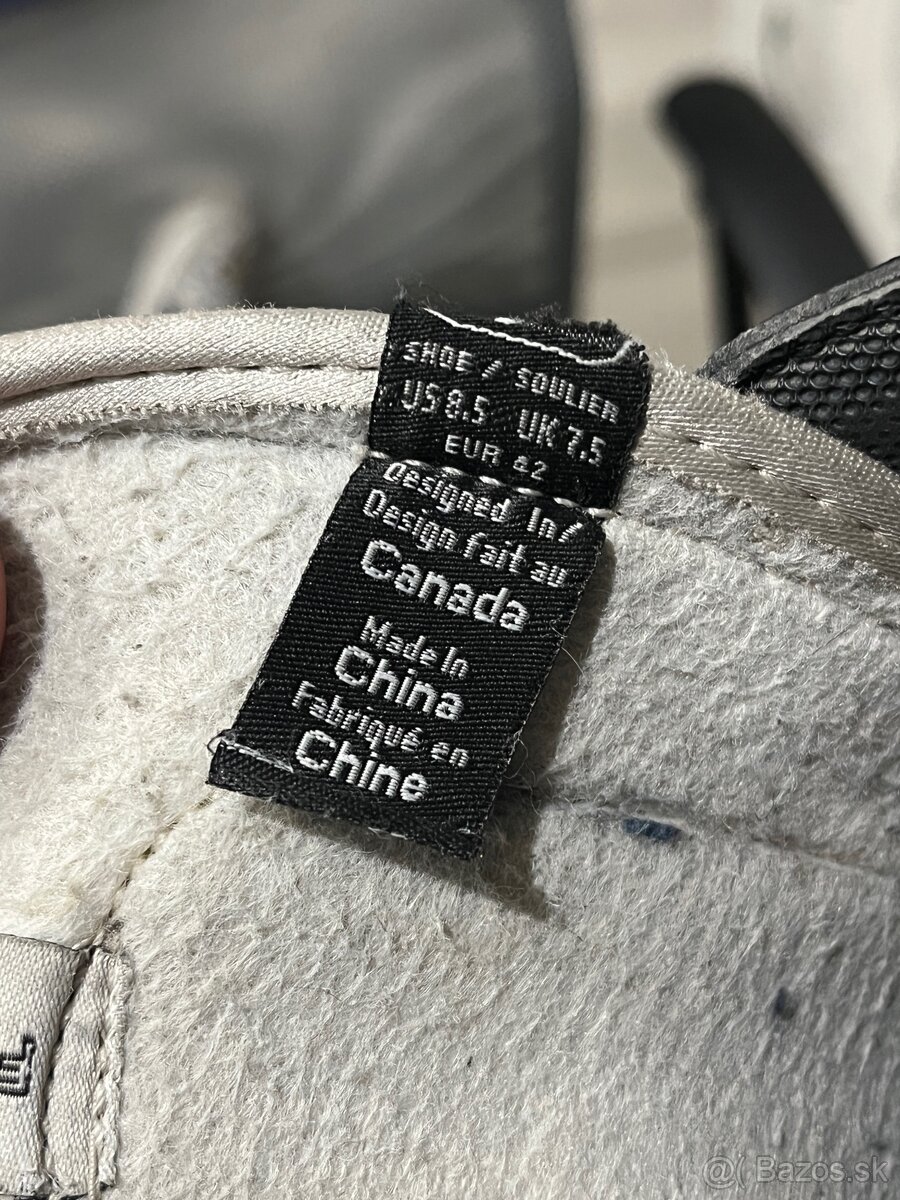 SHOE / SOULIER
US 8.5 UK 7.5
EUR 42
Designed In/
Design fait au
Canada
Made In
China
Fabriqué en
Chine
@( Bazos.sk